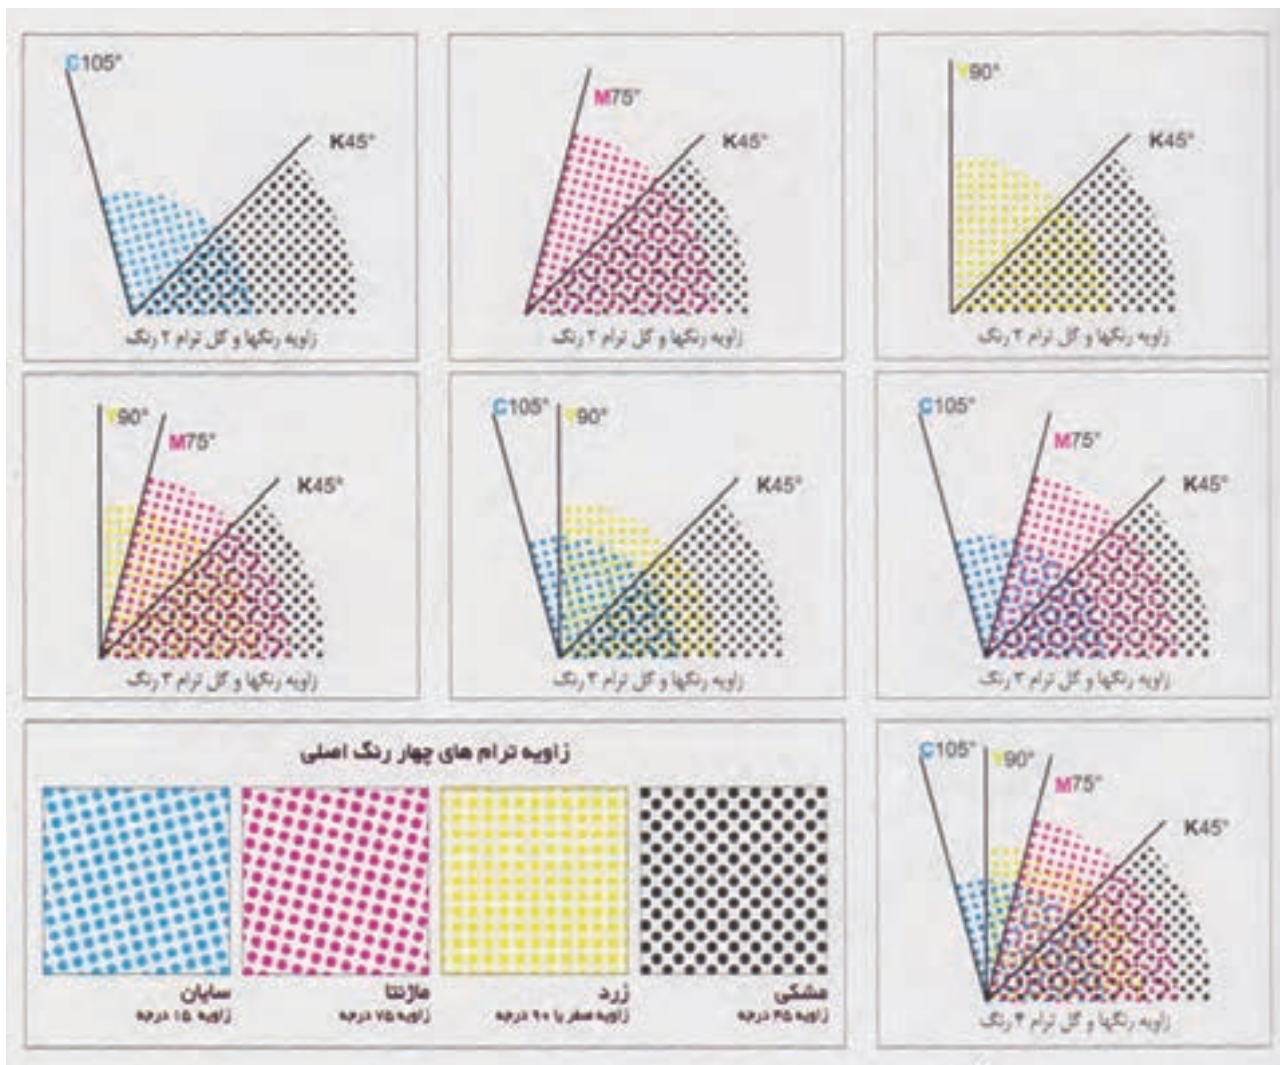 Y90°
K45°
زاویه رنگها و گل ترام ۲ رنگ
M75°
K45°
زاویه رنگها و گل ترام ۲ رنگ
C105°
K45°
زاویه رنگها و گل ترام ۲ رنگ
C105°
M75°
K45°
زاویه رنگها و گل ترام ۳ رنگ
C105° Y90°
K45°
زاویه رنگها و گل ترام ۳ رنگ
Y90°
M75°
K45°
زاویه رنگها و گل ترام ۳ رنگ
C105° Y90°
M75°
K45°
زاویه رنگها و گل ترام ۴ رنگ
زاویه ترام های چهار رنگ اصلی
مشکی
زاویه ۴۵ درجه
زرد
زاویه صفر یا ۹۰ درجه
ماژنتا
زاویه ۷۵ درجه
سایان
زاویه ۱۵ درجه